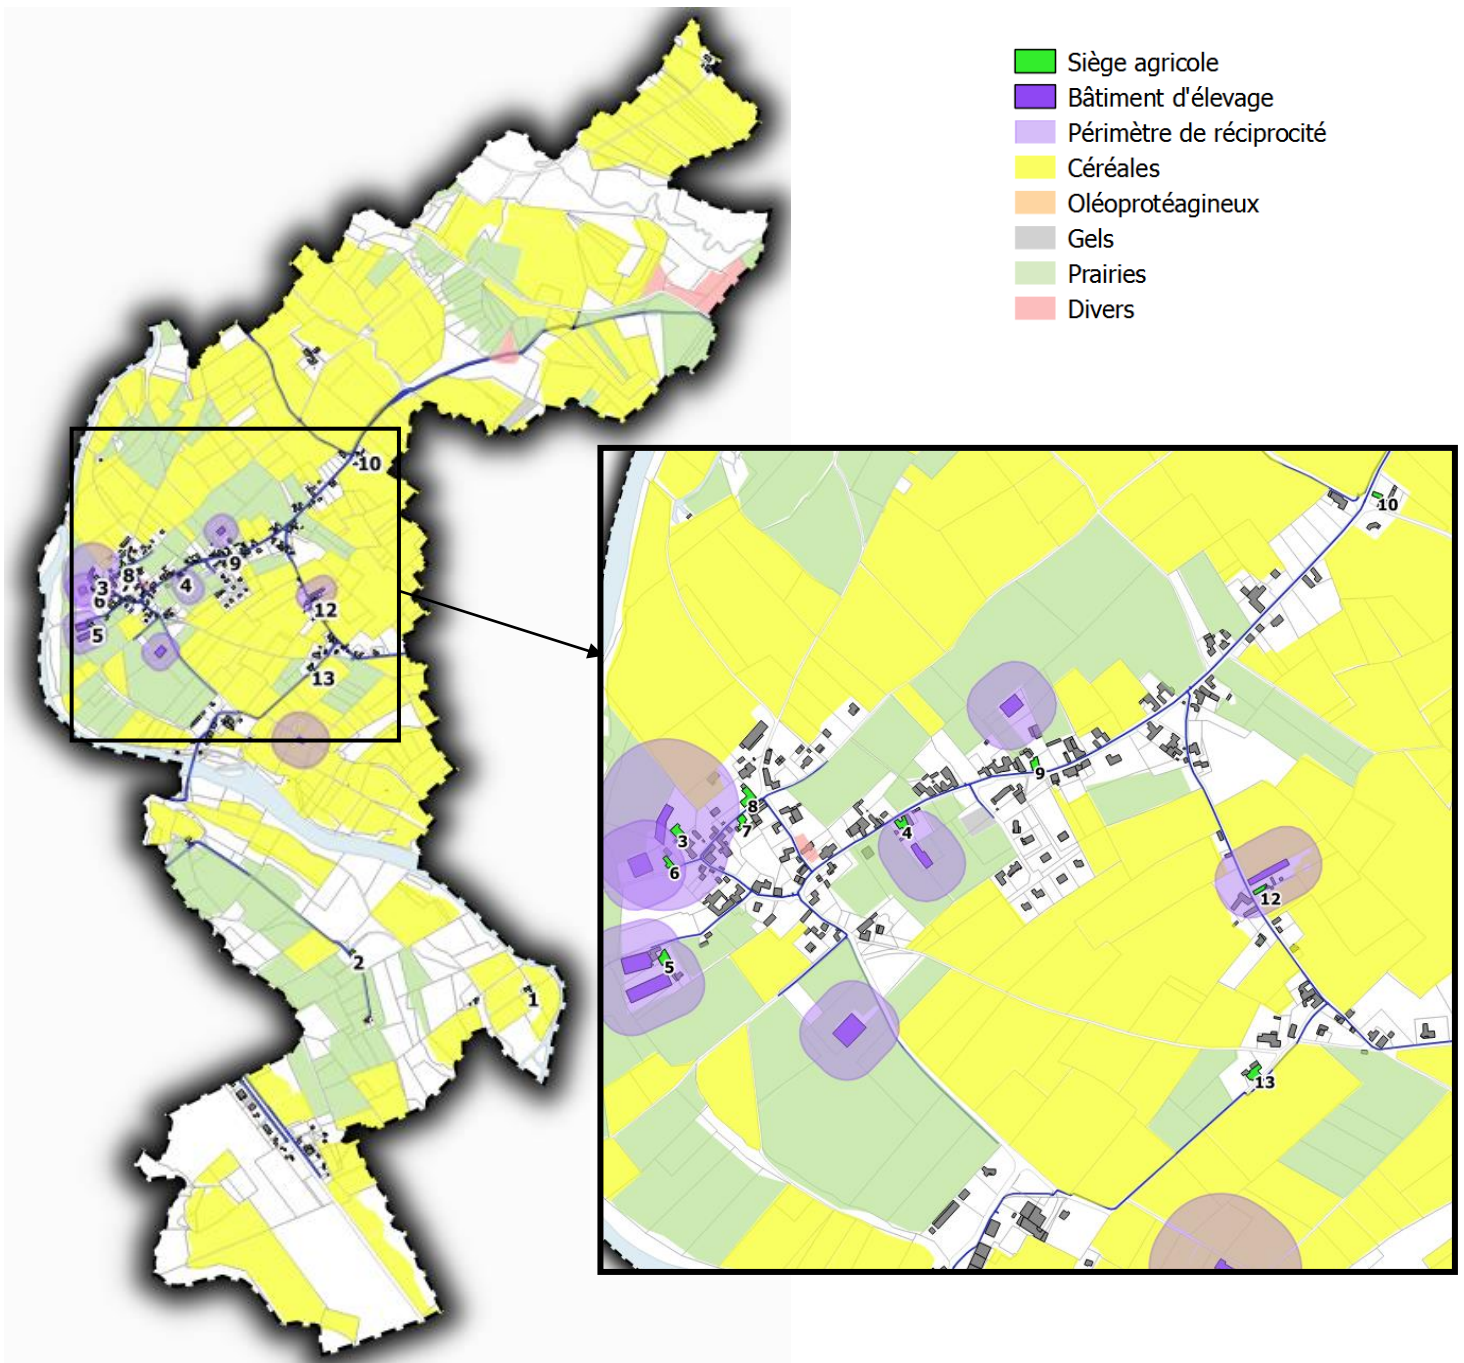 Siège agricole
Bâtiment d'élevage
Périmètre de réciprocité
Céréales
Oléoprotéagineux
Gels
Prairies
Divers
10
9
8
3
4
6
12
5
13
2
1
10
9
8
7
4
3
6
12
5
13